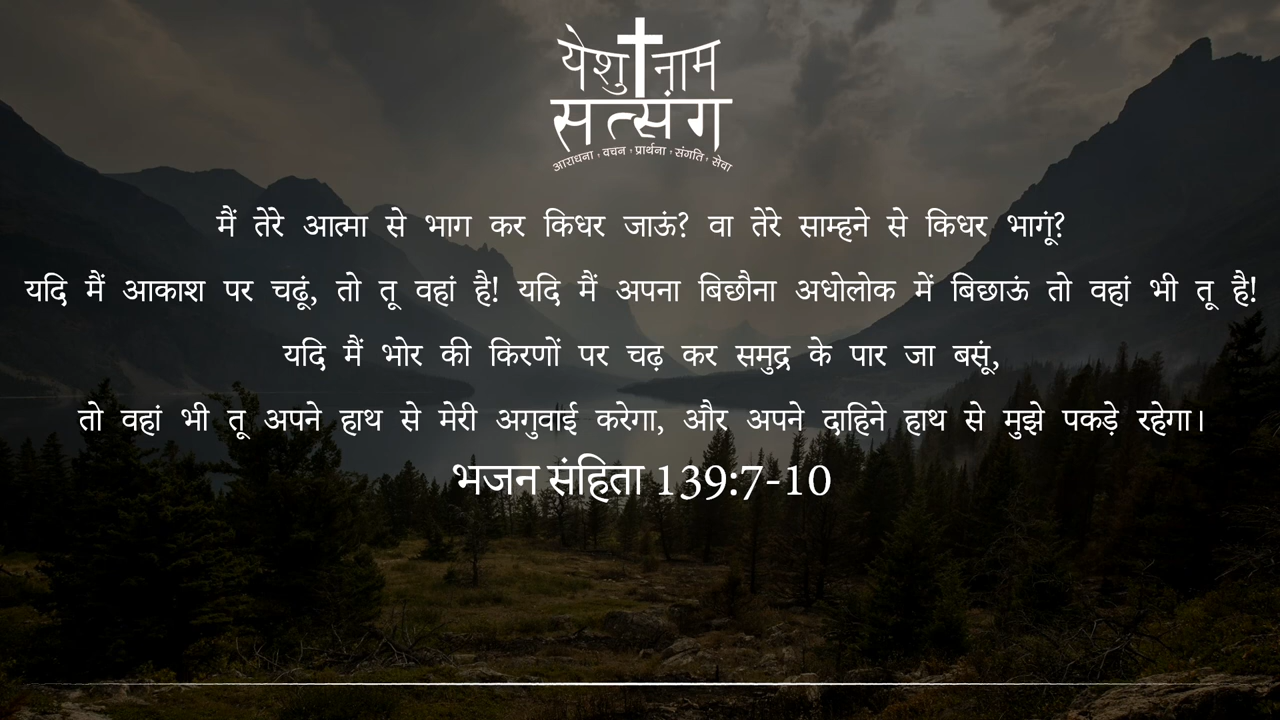 येशु नाम
सत्संग
आराधना , वचन , प्रार्थना , संगति , सेवा
मैं तेरे आत्मा से भाग कर किधर जाऊं? वा तेरे साम्हने से किधर भागूं?
यदि मैं आकाश पर चढूं, तो तू वहां है! यदि मैं अपना बिछौना अधोलोक में बिछाऊं तो वहां भी तू है!
यदि मैं भोर की किरणों पर चढ़ कर समुद्र के पार जा बसूं,
तो वहां भी तू अपने हाथ से मेरी अगुवाई करेगा, और अपने दाहिने हाथ से मुझे पकड़े रहेगा।
भजन संहिता 139:7-10